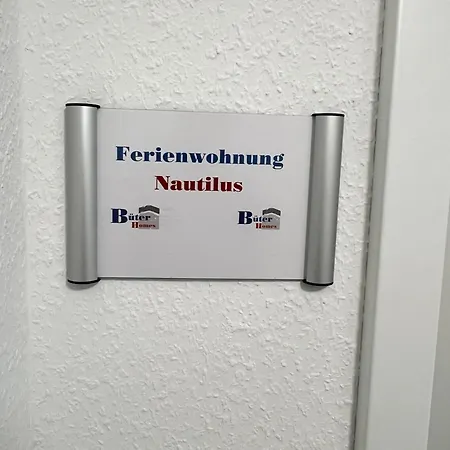 Ferienwohnung
Nautilus
Büter Homes
Büter Homes